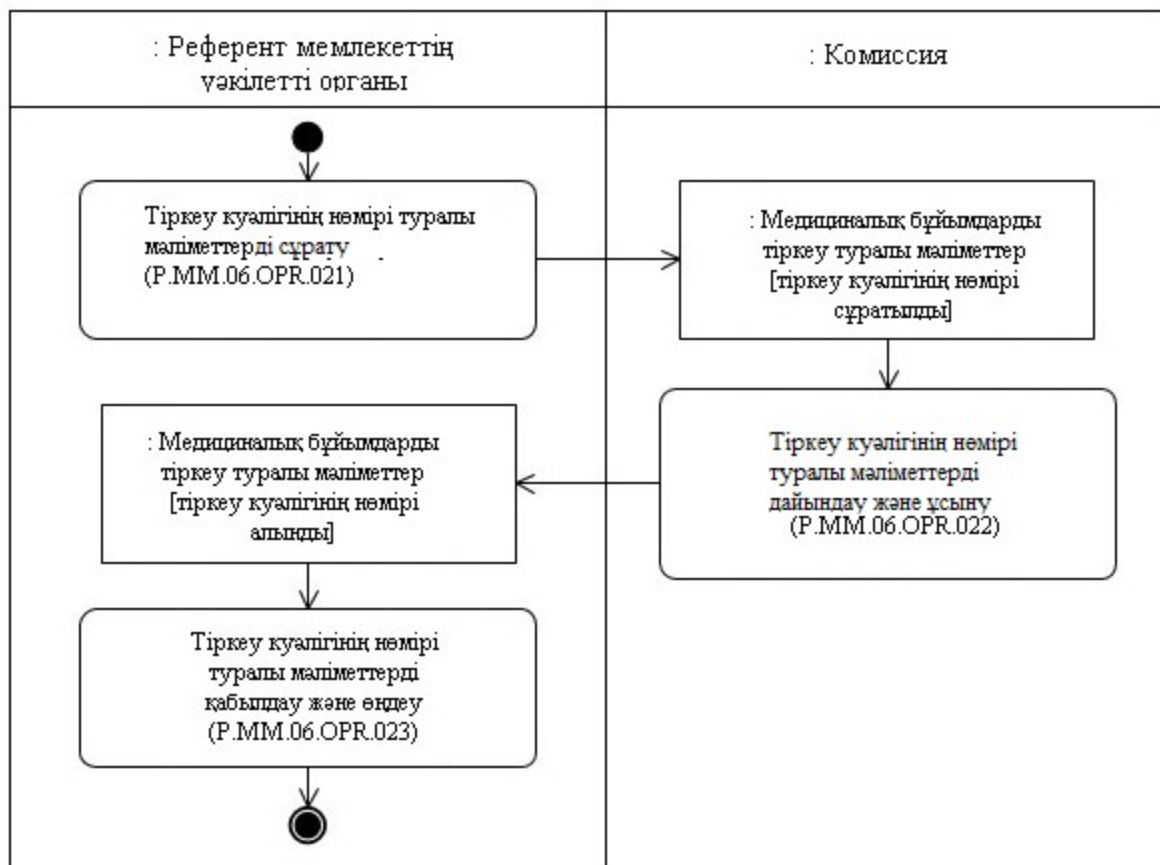 : Референт мемлекеттің
уәкілетті органы
: Комиссия
Тіркеу куәлігінің нөмірі туралы
мәліметтерді сұрату
(P.MM.06.OPR.021)
: Медициналық бұйымдарды
тіркеу туралы мәліметтер
[тіркеу куәлігінің нөмірі
сұратылды]
Тіркеу куәлігінің нөмірі
туралы мәліметтерді
дайындау және ұсыну
(P.MM.06.OPR.022)
: Медициналық бұйымдарды
тіркеу туралы мәліметтер
[тіркеу куәлігінің нөмірі
алынды]
Тіркеу куәлігінің нөмірі
туралы мәліметтерді
қабылдау және өңдеу
(P.MM.06.OPR.023)